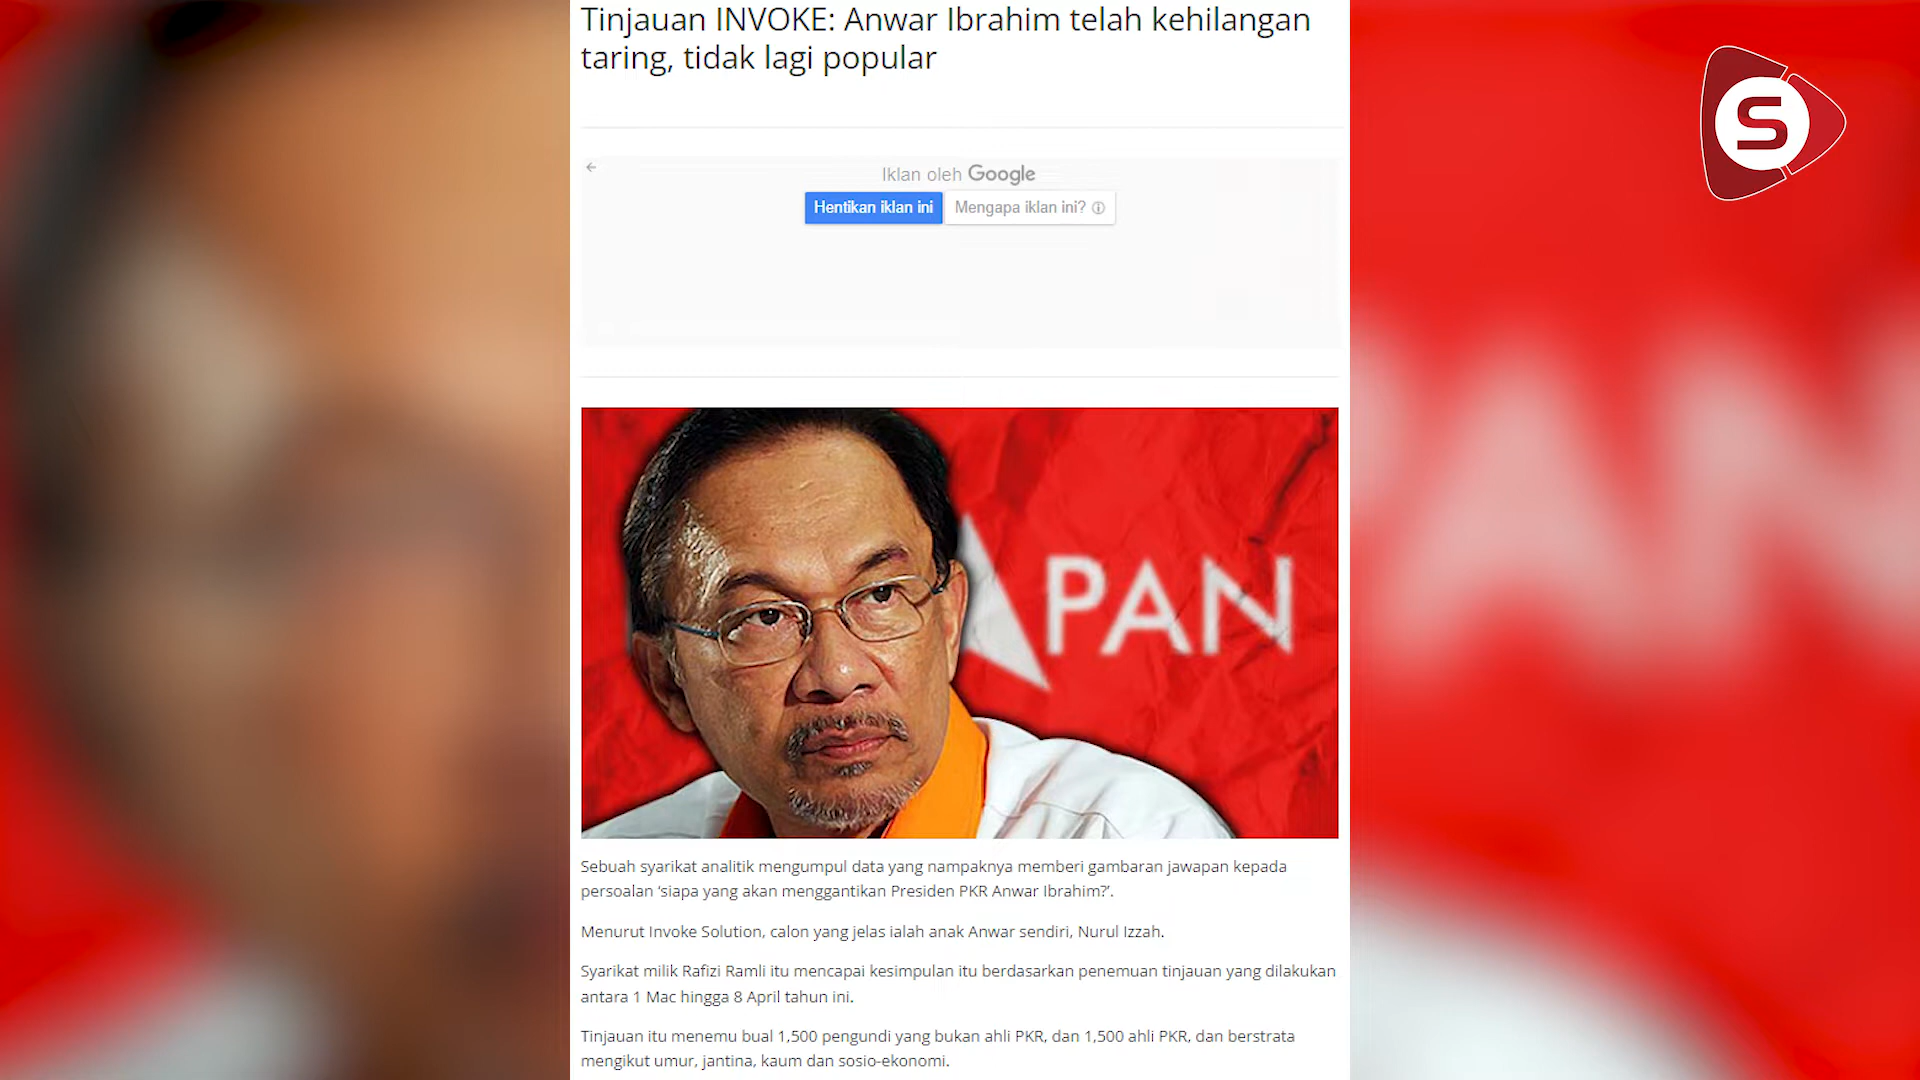 Tinjauan INVOKE: Anwar Ibrahim telah kehilangan
taring, tidak lagi popular
S
Iklan oleh Google
Hentikan iklan ini
Mengapa iklan ini?
PAN
PAN
Sebuah syarikat analitik mengumpul data yang nampaknya memberi gambaran jawapan kepada
persoalan ‘siapa yang akan menggantikan Presiden PKR Anwar Ibrahim?’.
Menurut Invoke Solution, calon yang jelas ialah anak Anwar sendiri, Nurul Izzah.
Syarikat milik Rafizi Ramli itu mencapai kesimpulan itu berdasarkan penemuan tinjauan yang dilakukan
antara 1 Mac hingga 8 April tahun ini.
Tinjauan itu menemu bual 1,500 pengundi yang bukan ahli PKR, dan 1,500 ahli PKR, dan berstrata
mengikut umur, jantina, kaum dan sosio-ekonomi.